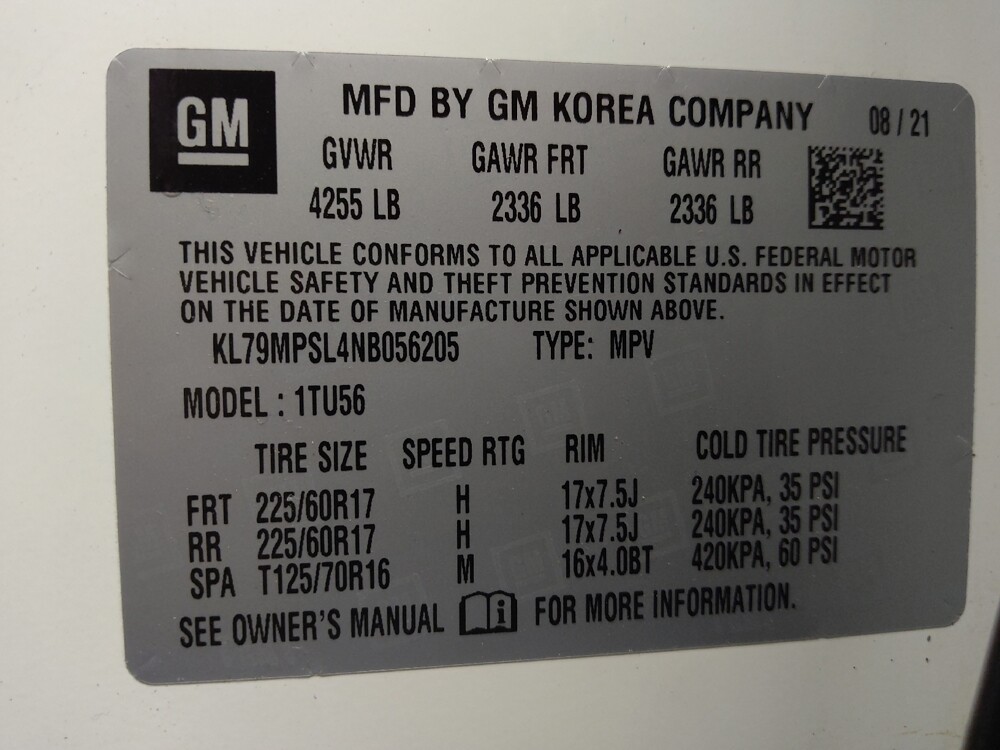 GM
MFD BY GM KOREA COMPANY 08 / 21
GVWR GAWR FRT GAWR RR
4255 LB 2336 LB 2336 LB
THIS VEHICLE CONFORMS TO ALL APPLICABLE U.S. FEDERAL MOTOR
VEHICLE SAFETY AND THEFT PREVENTION STANDARDS IN EFFECT
ON THE DATE OF MANUFACTURE SHOWN ABOVE.
KL79MPSL4NB056205 TYPE: MPV
MODEL : 1TU56
TIRE SIZE SPEED RTG RIM COLD TIRE PRESSURE
FRT 225/60R17 H 17x7.5J 240KPA, 35 PSI
RR 225/60R17 H 17x7.5J 240KPA, 35 PSI
SPA T125/70R16 M 16x4.0BT 420KPA, 60 PSI
SEE OWNER'S MANUAL i FOR MORE INFORMATION.